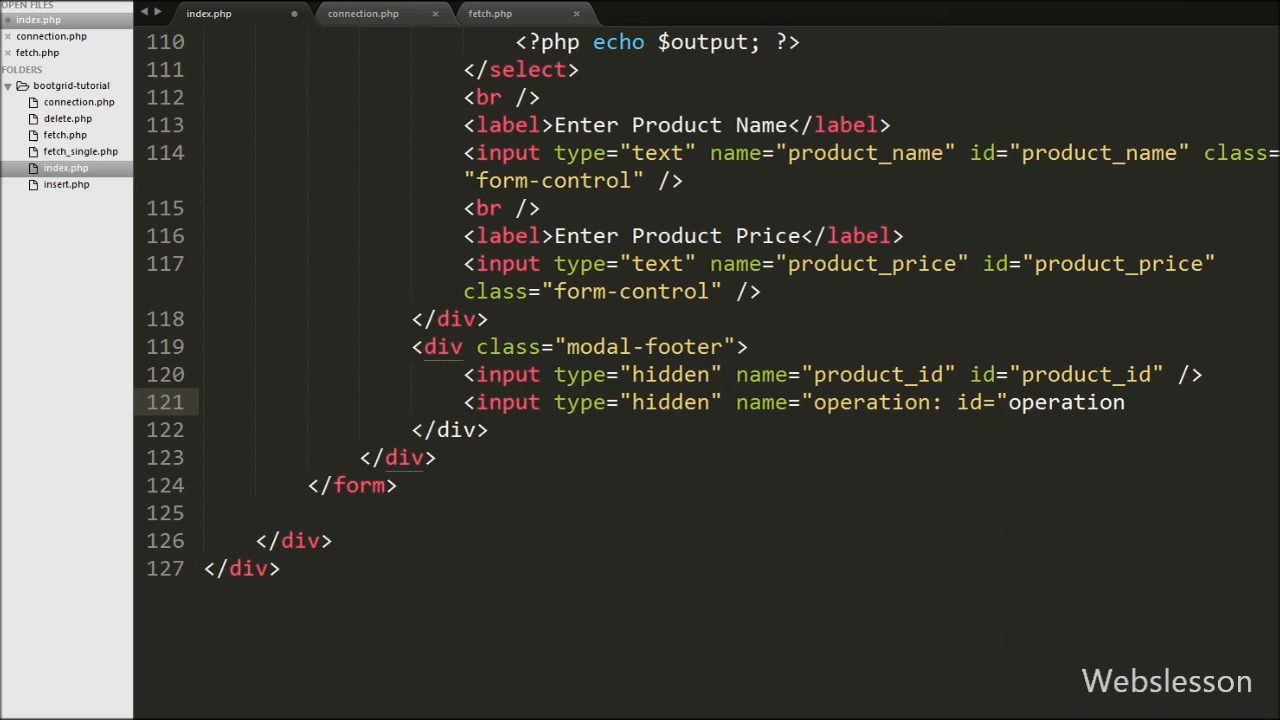 OPEN FILES
index.php
connection.php
fetch.php
FOLDERS
bootgrid-tutorial
connection.php
delete.php
fetch.php
fetch_single.php
index.php
insert.php
index.php
connection.php
fetch.php
110 <?php echo $output; ?>
111 </select>
112 <br />
113 <label>Enter Product Name</label>
114 <input type="text" name="product_name" id="product_name" class=
"form-control" />
115 <br />
116 <label>Enter Product Price</label>
117 <input type="text" name="product_price" id="product_price"
class="form-control" />
118 </div>
119 <div class="modal-footer">
120 <input type="hidden" name="product_id" id="product_id" />
121 <input type="hidden" name="operation: id="operation
122 </div>
123 </div>
124 </form>
125
126 </div>
127 </div>
Webslesson